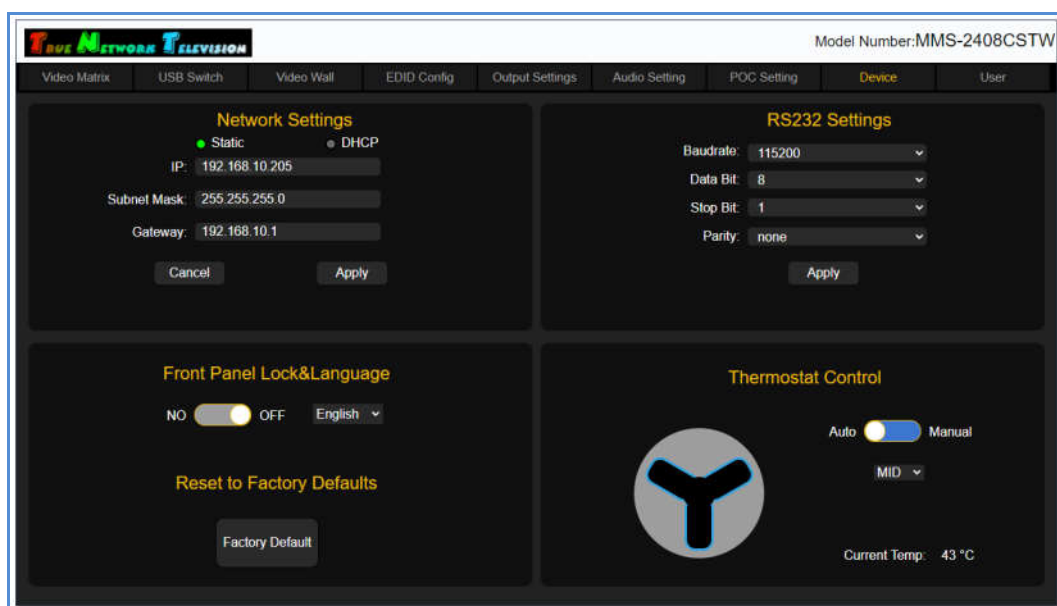 TRUE NETWORK TELEVISION
Model Number:MMS-2408CSTW
Video Matrix USB Switch Video Wall EDID Config Output Settings Audio Setting POC Setting Device User
Network Settings
Static DHCP
IP: 192.168.10.205
Subnet Mask: 255.255.255.0
Gateway: 192.168.10.1
Cancel Apply
RS232 Settings
Baudrate: 115200
Data Bit: 8
Stop Bit: 1
Parity: none
Apply
Front Panel Lock&Language
NO OFF English
Reset to Factory Defaults
Factory Default
Thermostat Control
Auto Manual
MID
Current Temp: 43 °C